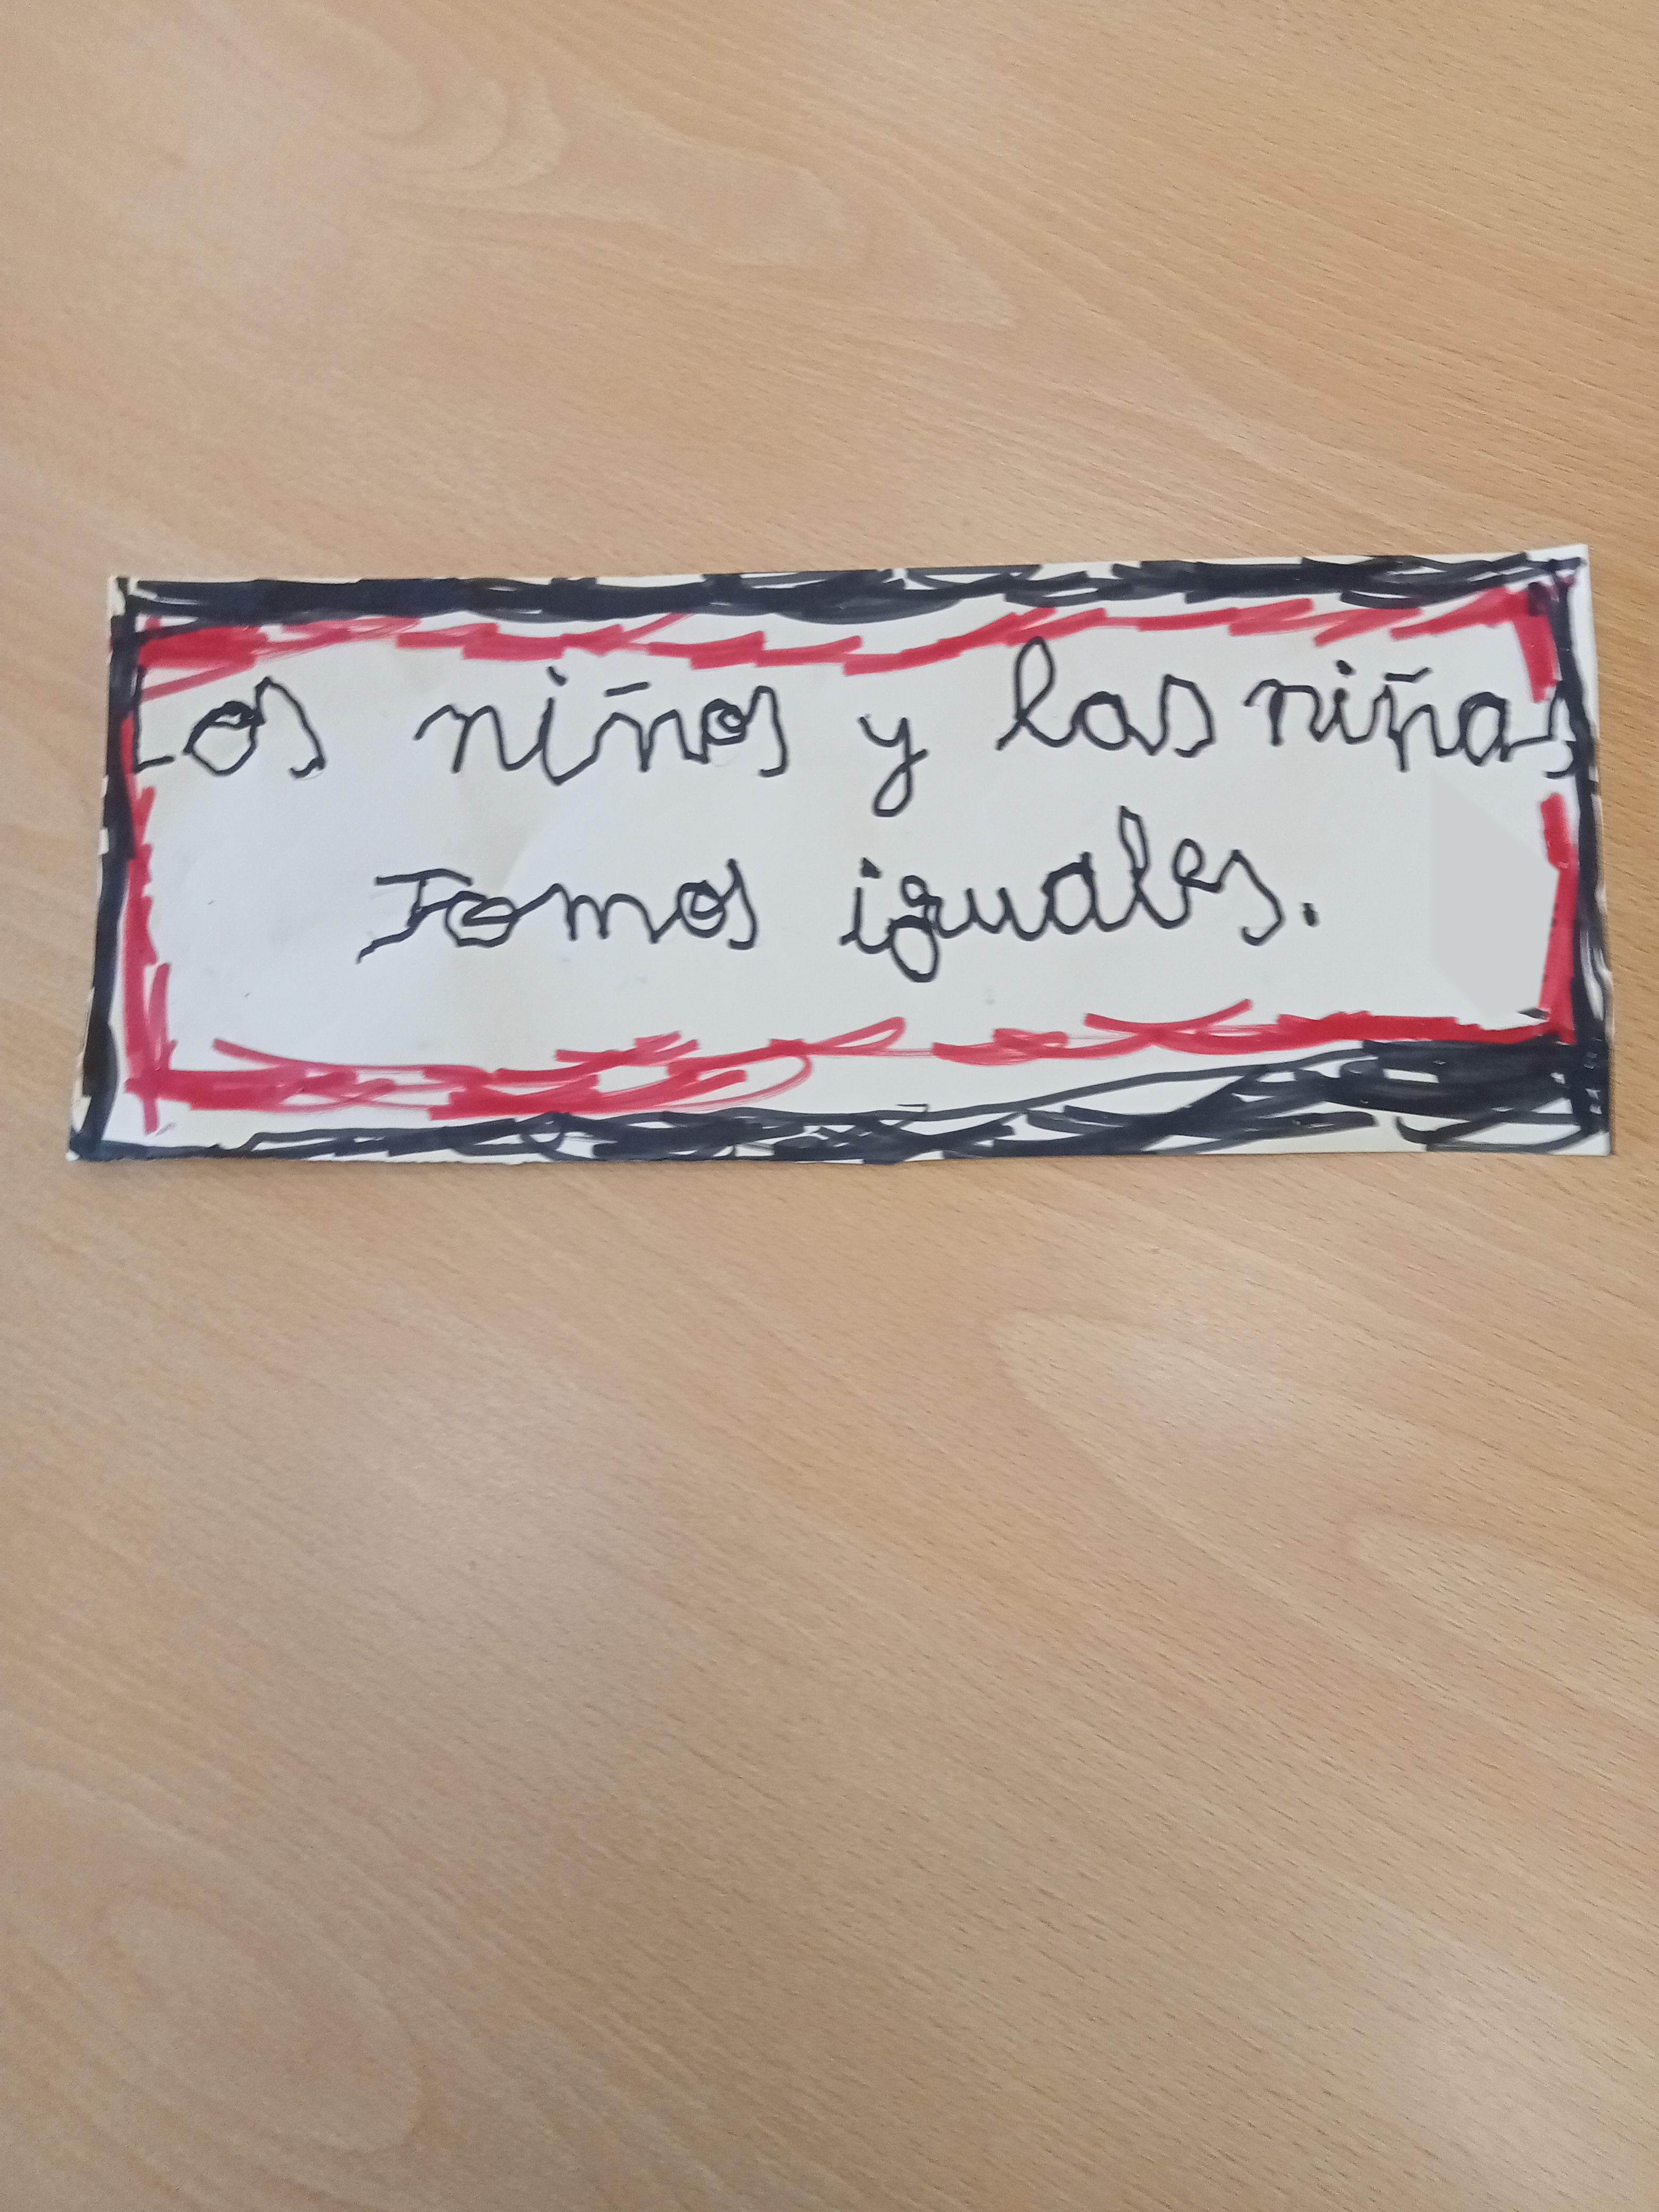 Los niños y las niñas
somos iguales.